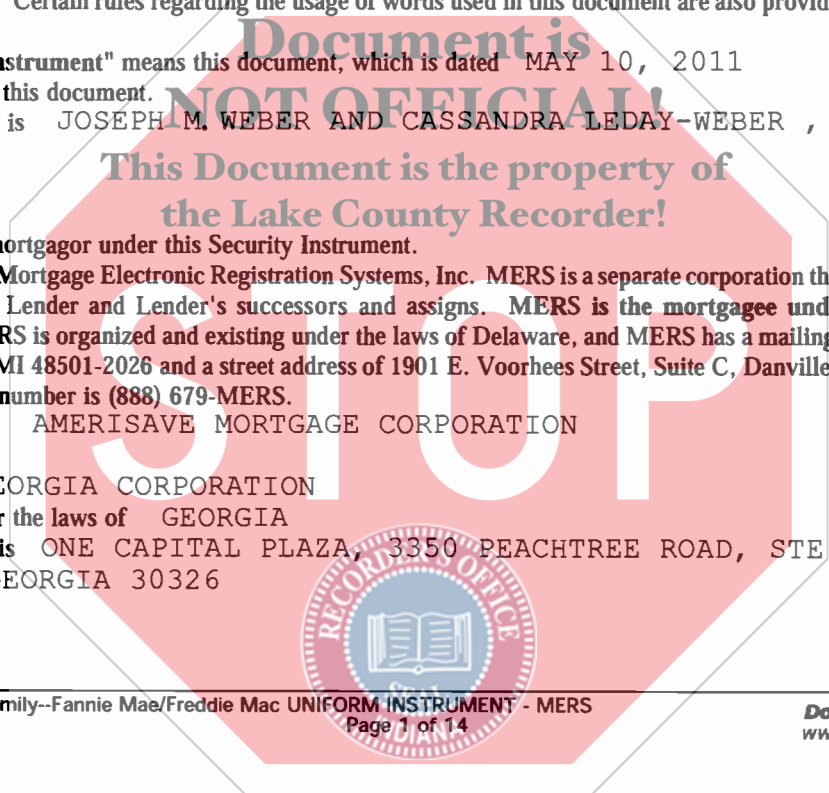 Certain rules regarding the usage of words used in this document are also provid
Document is
nstrument" means this document, which is dated MAY 10, 2011
this document.
NOT OFFICIAL!
is JOSEPH M. WEBER AND CASSANDRA LEDAY-WEBER ,
This Document is the property of
the Lake County Recorder!
ortgagor under this Security Instrument.
Mortgage Electronic Registration Systems, Inc. MERS is a separate corporation th
Lender and Lender's successors and assigns. MERS is the mortgagee und
RS is organized and existing under the laws of Delaware, and MERS has a mailing
MI 48501-2026 and a street address of 1901 E. Voorhees Street, Suite C, Danville
number is (888) 679-MERS.
STOP
AMERISAVE MORTGAGE CORPORATION
EORGIA CORPORATION
r the laws of GEORGIA
is ONE CAPITAL PLAZA, 3350 PEACHTREE ROAD, STE
EORGIA 30326
RECORDER'S OFFICE
SEAL
INDIANA
mily--Fannie Mae/Freddie Mac UNIFORM INSTRUMENT - MERS
Page 1 of 14
Do
ww